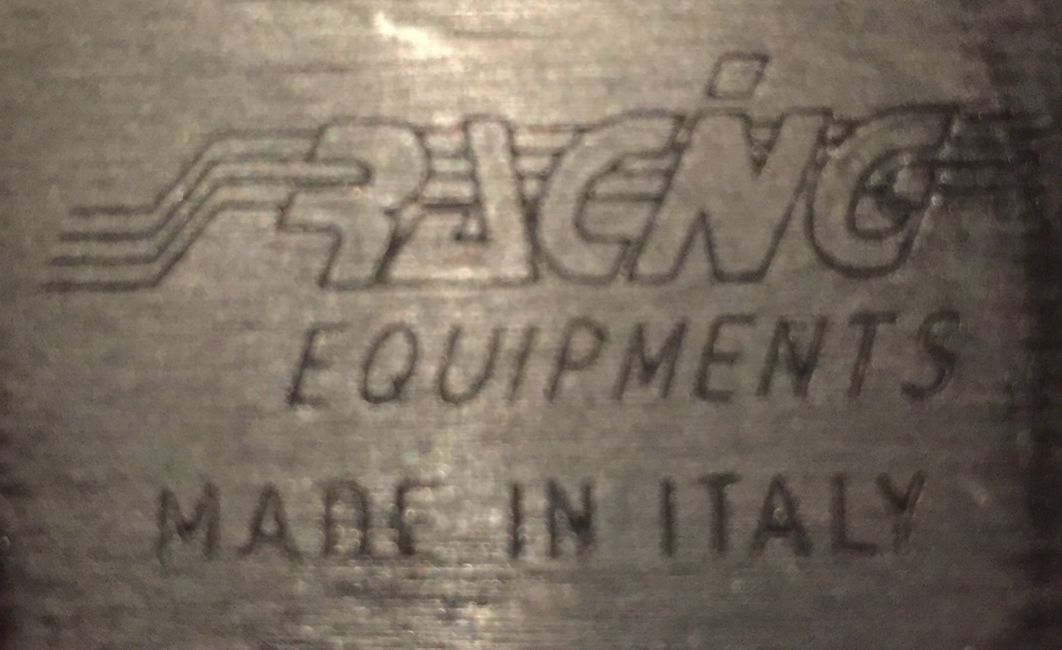 RACiNG
EQUIPMENTS
MADE IN ITALY